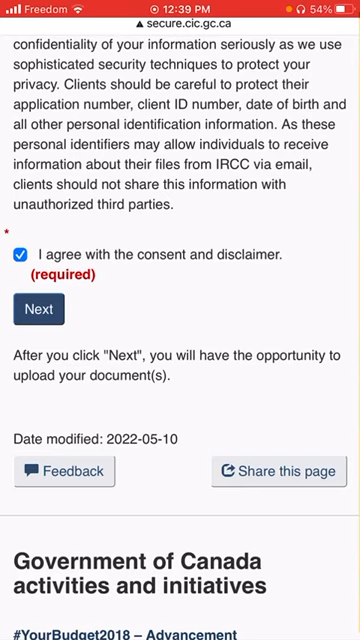 Freedom 12:39 PM 54%
secure.cic.gc.ca
confidentiality of your information seriously as we use
sophisticated security techniques to protect your
privacy. Clients should be careful to protect their
application number, client ID number, date of birth and
all other personal identification information. As these
personal identifiers may allow individuals to receive
information about their files from IRCC via email,
clients should not share this information with
unauthorized third parties.
*
I agree with the consent and disclaimer.
(required)
Next
After you click "Next", you will have the opportunity to
upload your document(s).
Date modified: 2022-05-10
Feedback Share this page
Government of Canada
activities and initiatives
#YourBudget2018 – Advancement